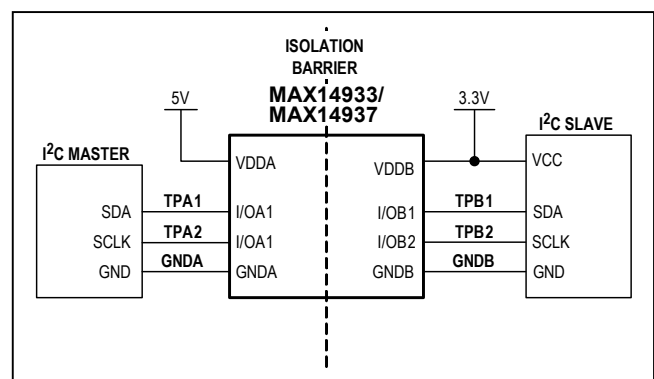 ISOLATION
BARRIER
MAX14933/
MAX14937
5V
3.3V
I²C MASTER
I²C SLAVE
VDDA
VDDB
VCC
SDA
TPA1
I/OA1
I/OB1
TPB1
SDA
SCLK
TPA2
I/OA1
I/OB2
TPB2
SCLK
GND
GNDA
GNDA
GNDB
GNDB
GND